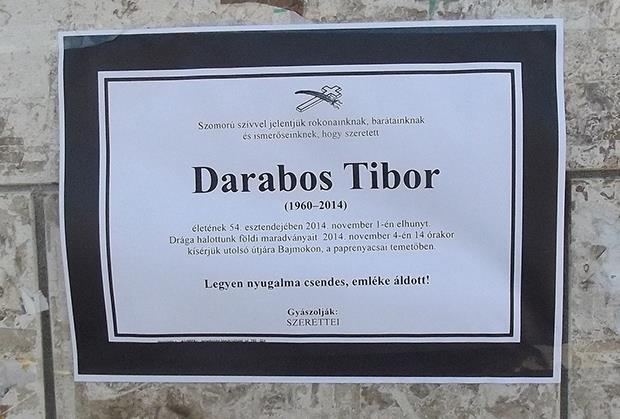 Szomorú szívvel jelentjük rokonainknak, barátainknak
és ismerőseinknek, hogy szeretett
Darabos Tibor
(1960–2014)
életének 54. esztendejében 2014. november 1-én elhunyt.
Drága halottunk földi maradványait 2014. november 4-én 14 órakor
kísérjük utolsó útjára Bajmokon, a paprenyacsai temetőben.
Legyen nyugalma csendes, emléke áldott!
Gyászolják:
SZERETTEI